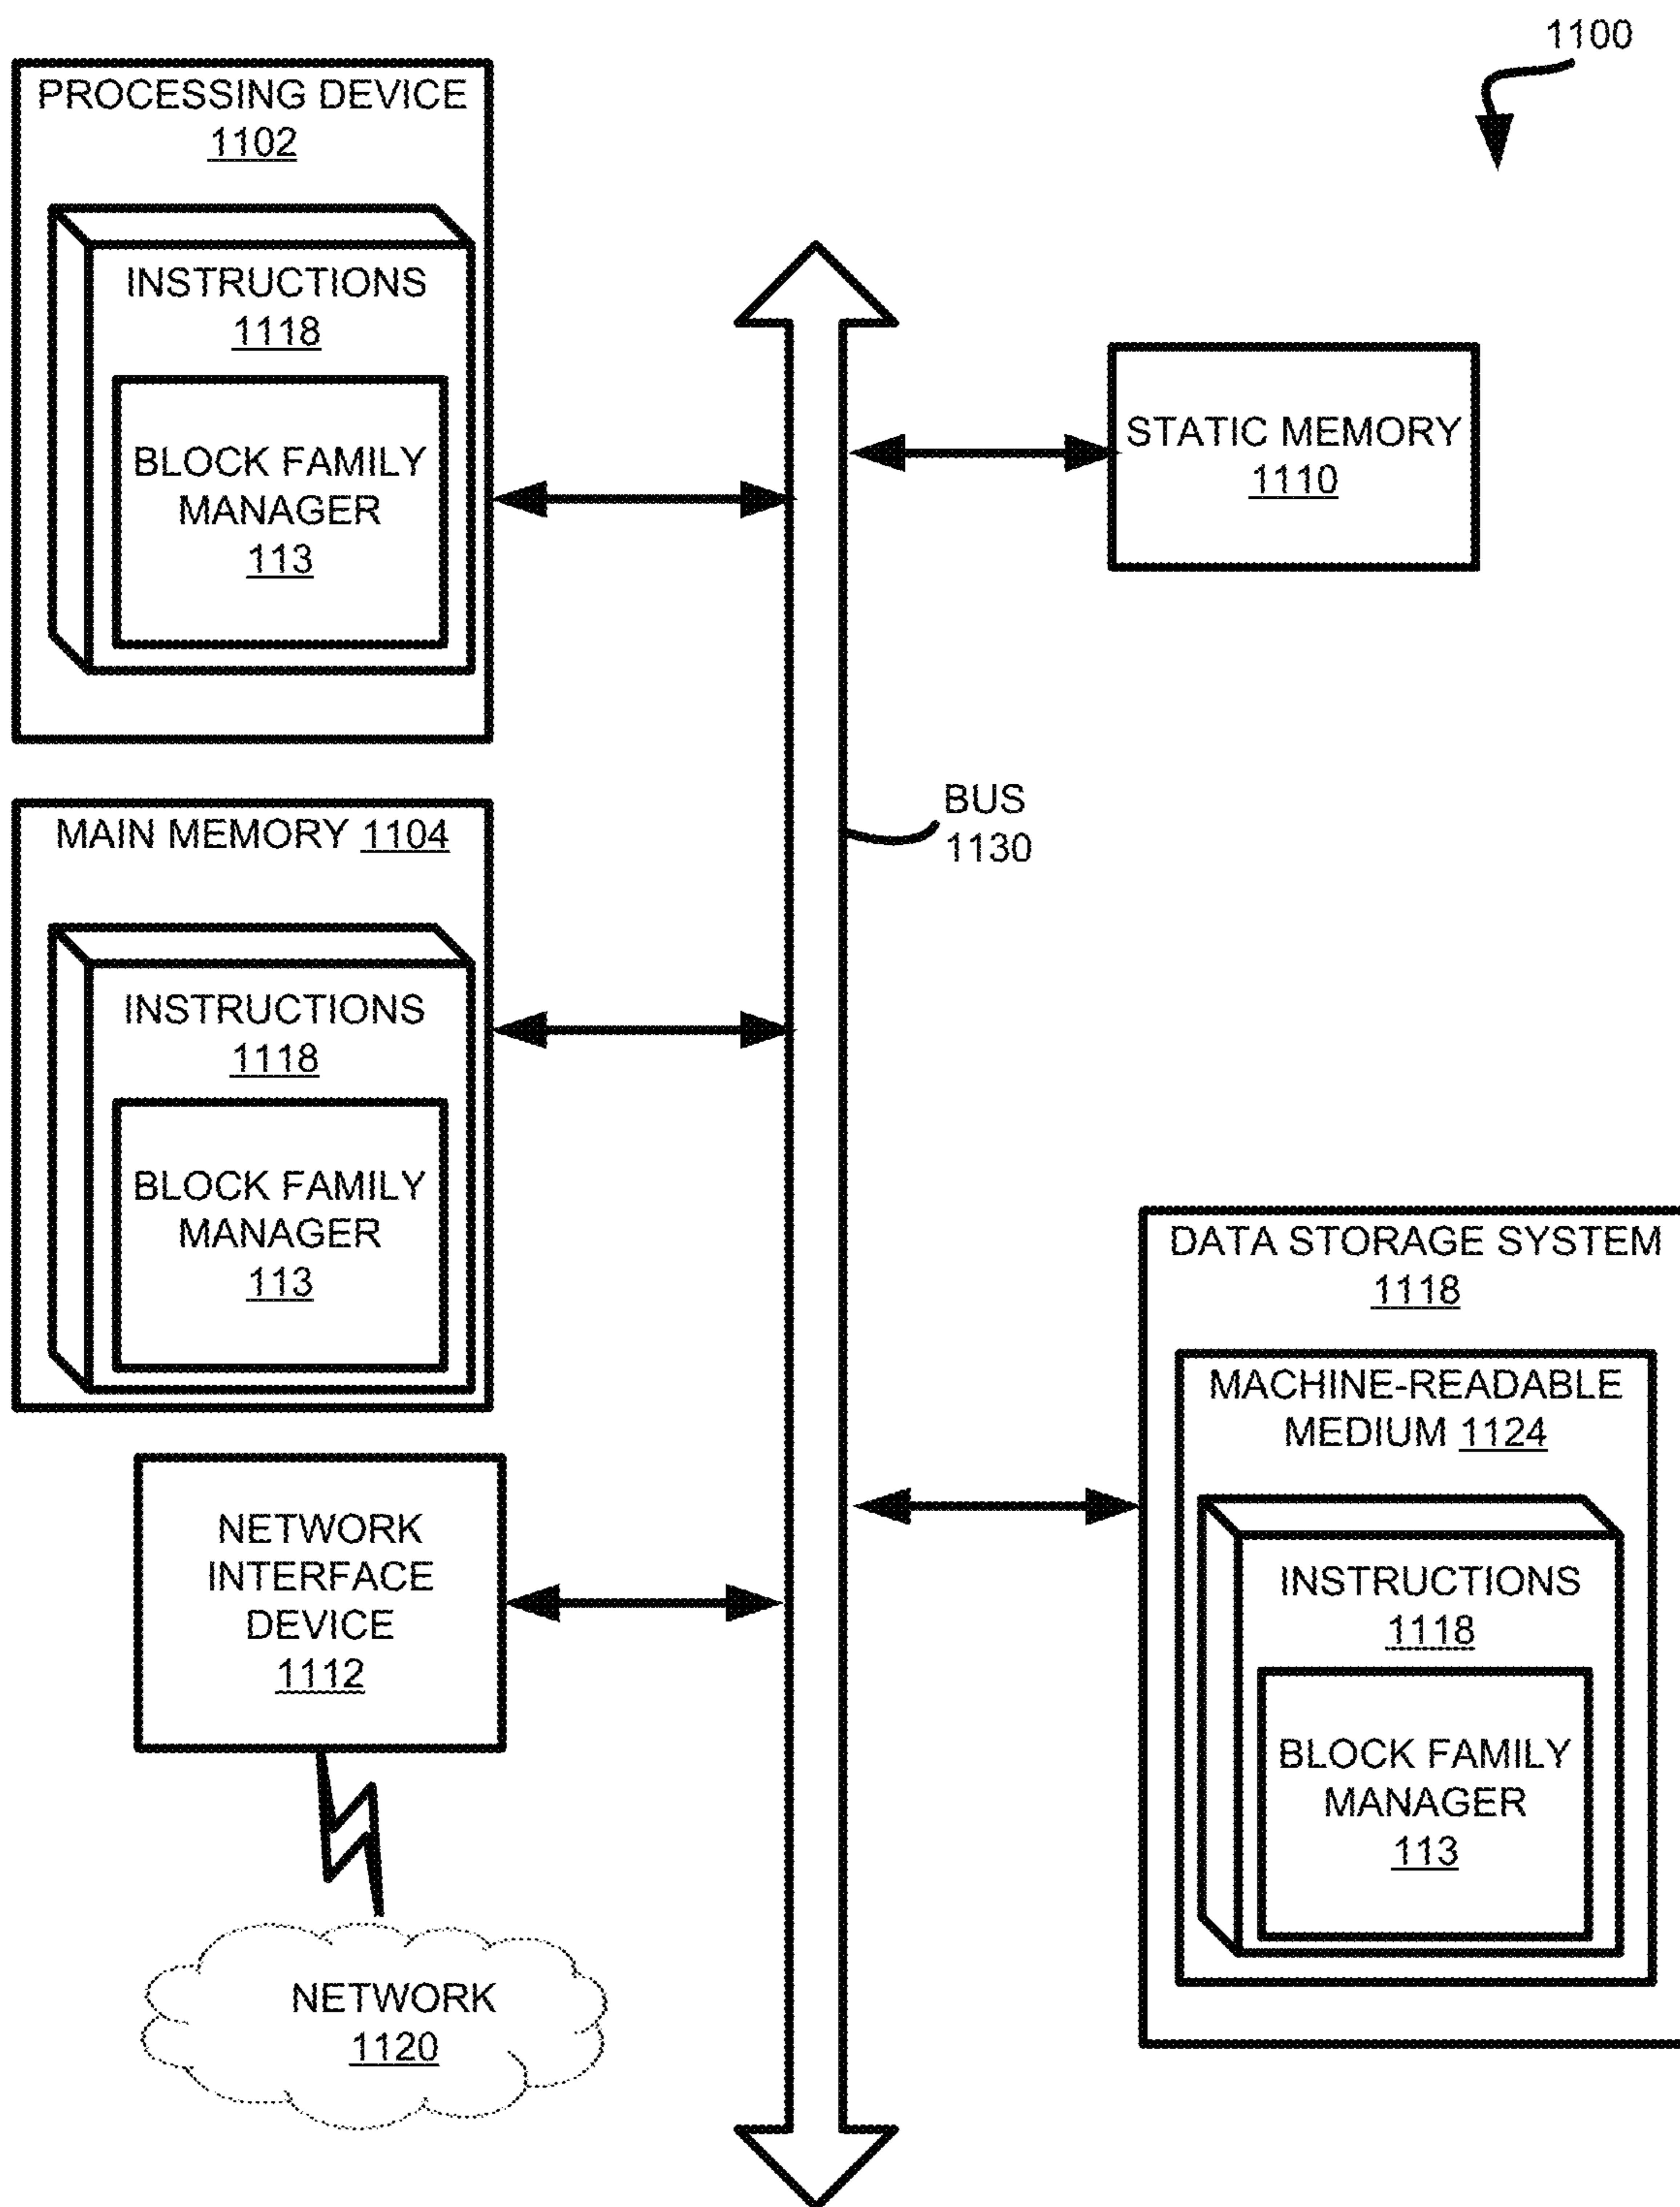 1100
PROCESSING DEVICE
1102
INSTRUCTIONS
1118
BLOCK FAMILY
MANAGER
113
STATIC MEMORY
1110
BUS
1130
MAIN MEMORY 1104
INSTRUCTIONS
1118
BLOCK FAMILY
MANAGER
113
DATA STORAGE SYSTEM
1118
MACHINE-READABLE
MEDIUM 1124
INSTRUCTIONS
1118
BLOCK FAMILY
MANAGER
113
NETWORK
INTERFACE
DEVICE
1112
NETWORK
1120